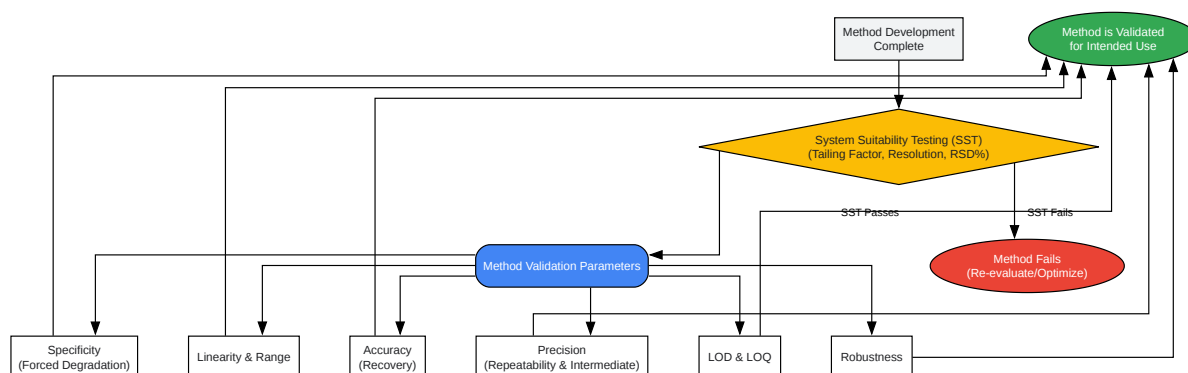 Method Development
Complete
Method is Validated
for Intended Use
System Suitability Testing (SST)
(Tailing Factor, Resolution, RSD%)
SST Passes
SST Fails
Method Validation Parameters
Method Fails
(Re-evaluate/Optimize)
Specificity
(Forced Degradation)
Linearity & Range
Accuracy
(Recovery)
Precision
(Repeatability & Intermediate)
LOD & LOQ
Robustness